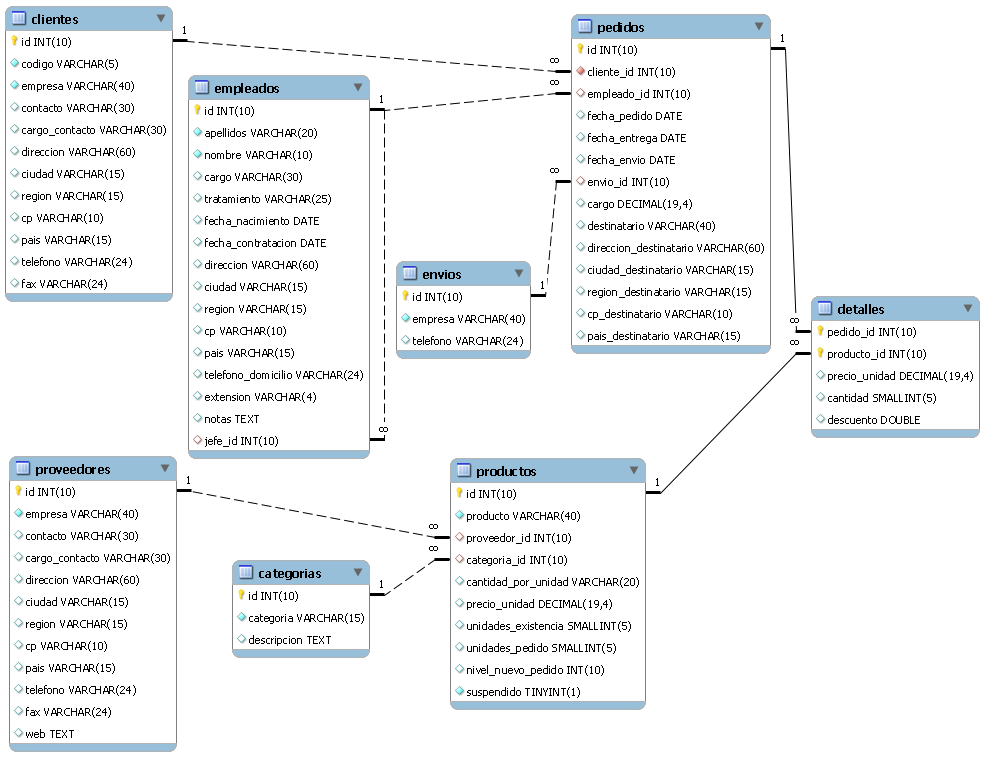 clientes
id INT(10)
codigo VARCHAR(5)
empresa VARCHAR(40)
contacto VARCHAR(30)
cargo_contacto VARCHAR(30)
direccion VARCHAR(60)
ciudad VARCHAR(15)
region VARCHAR(15)
cp VARCHAR(10)
pais VARCHAR(15)
telefono VARCHAR(24)
fax VARCHAR(24)
1
∞
empleados
id INT(10)
apellidos VARCHAR(20)
nombre VARCHAR(10)
cargo VARCHAR(30)
tratamiento VARCHAR(25)
fecha_nacimiento DATE
fecha_contratacion DATE
direccion VARCHAR(60)
ciudad VARCHAR(15)
region VARCHAR(15)
cp VARCHAR(10)
pais VARCHAR(15)
telefono_domicilio VARCHAR(24)
extension VARCHAR(4)
notas TEXT
jefe_id INT(10)
1
∞
∞
envios
id INT(10)
empresa VARCHAR(40)
telefono VARCHAR(24)
1
∞
pedidos
id INT(10)
cliente_id INT(10)
empleado_id INT(10)
fecha_pedido DATE
fecha_entrega DATE
fecha_envio DATE
envio_id INT(10)
cargo DECIMAL(19,4)
destinatario VARCHAR(40)
direccion_destinatario VARCHAR(60)
ciudad_destinatario VARCHAR(15)
region_destinatario VARCHAR(15)
cp_destinatario VARCHAR(10)
pais_destinatario VARCHAR(15)
1
∞
detalles
pedido_id INT(10)
producto_id INT(10)
precio_unidad DECIMAL(19,4)
cantidad SMALLINT(5)
descuento DOUBLE
∞
proveedores
id INT(10)
empresa VARCHAR(40)
contacto VARCHAR(30)
cargo_contacto VARCHAR(30)
direccion VARCHAR(60)
ciudad VARCHAR(15)
region VARCHAR(15)
cp VARCHAR(10)
pais VARCHAR(15)
telefono VARCHAR(24)
fax VARCHAR(24)
web TEXT
1
∞
categorias
id INT(10)
categoria VARCHAR(15)
descripcion TEXT
1
∞
productos
id INT(10)
producto VARCHAR(40)
proveedor_id INT(10)
categoria_id INT(10)
cantidad_por_unidad VARCHAR(20)
precio_unidad DECIMAL(19,4)
unidades_existencia SMALLINT(5)
unidades_pedido SMALLINT(5)
nivel_nuevo_pedido INT(10)
suspendido TINYINT(1)
1